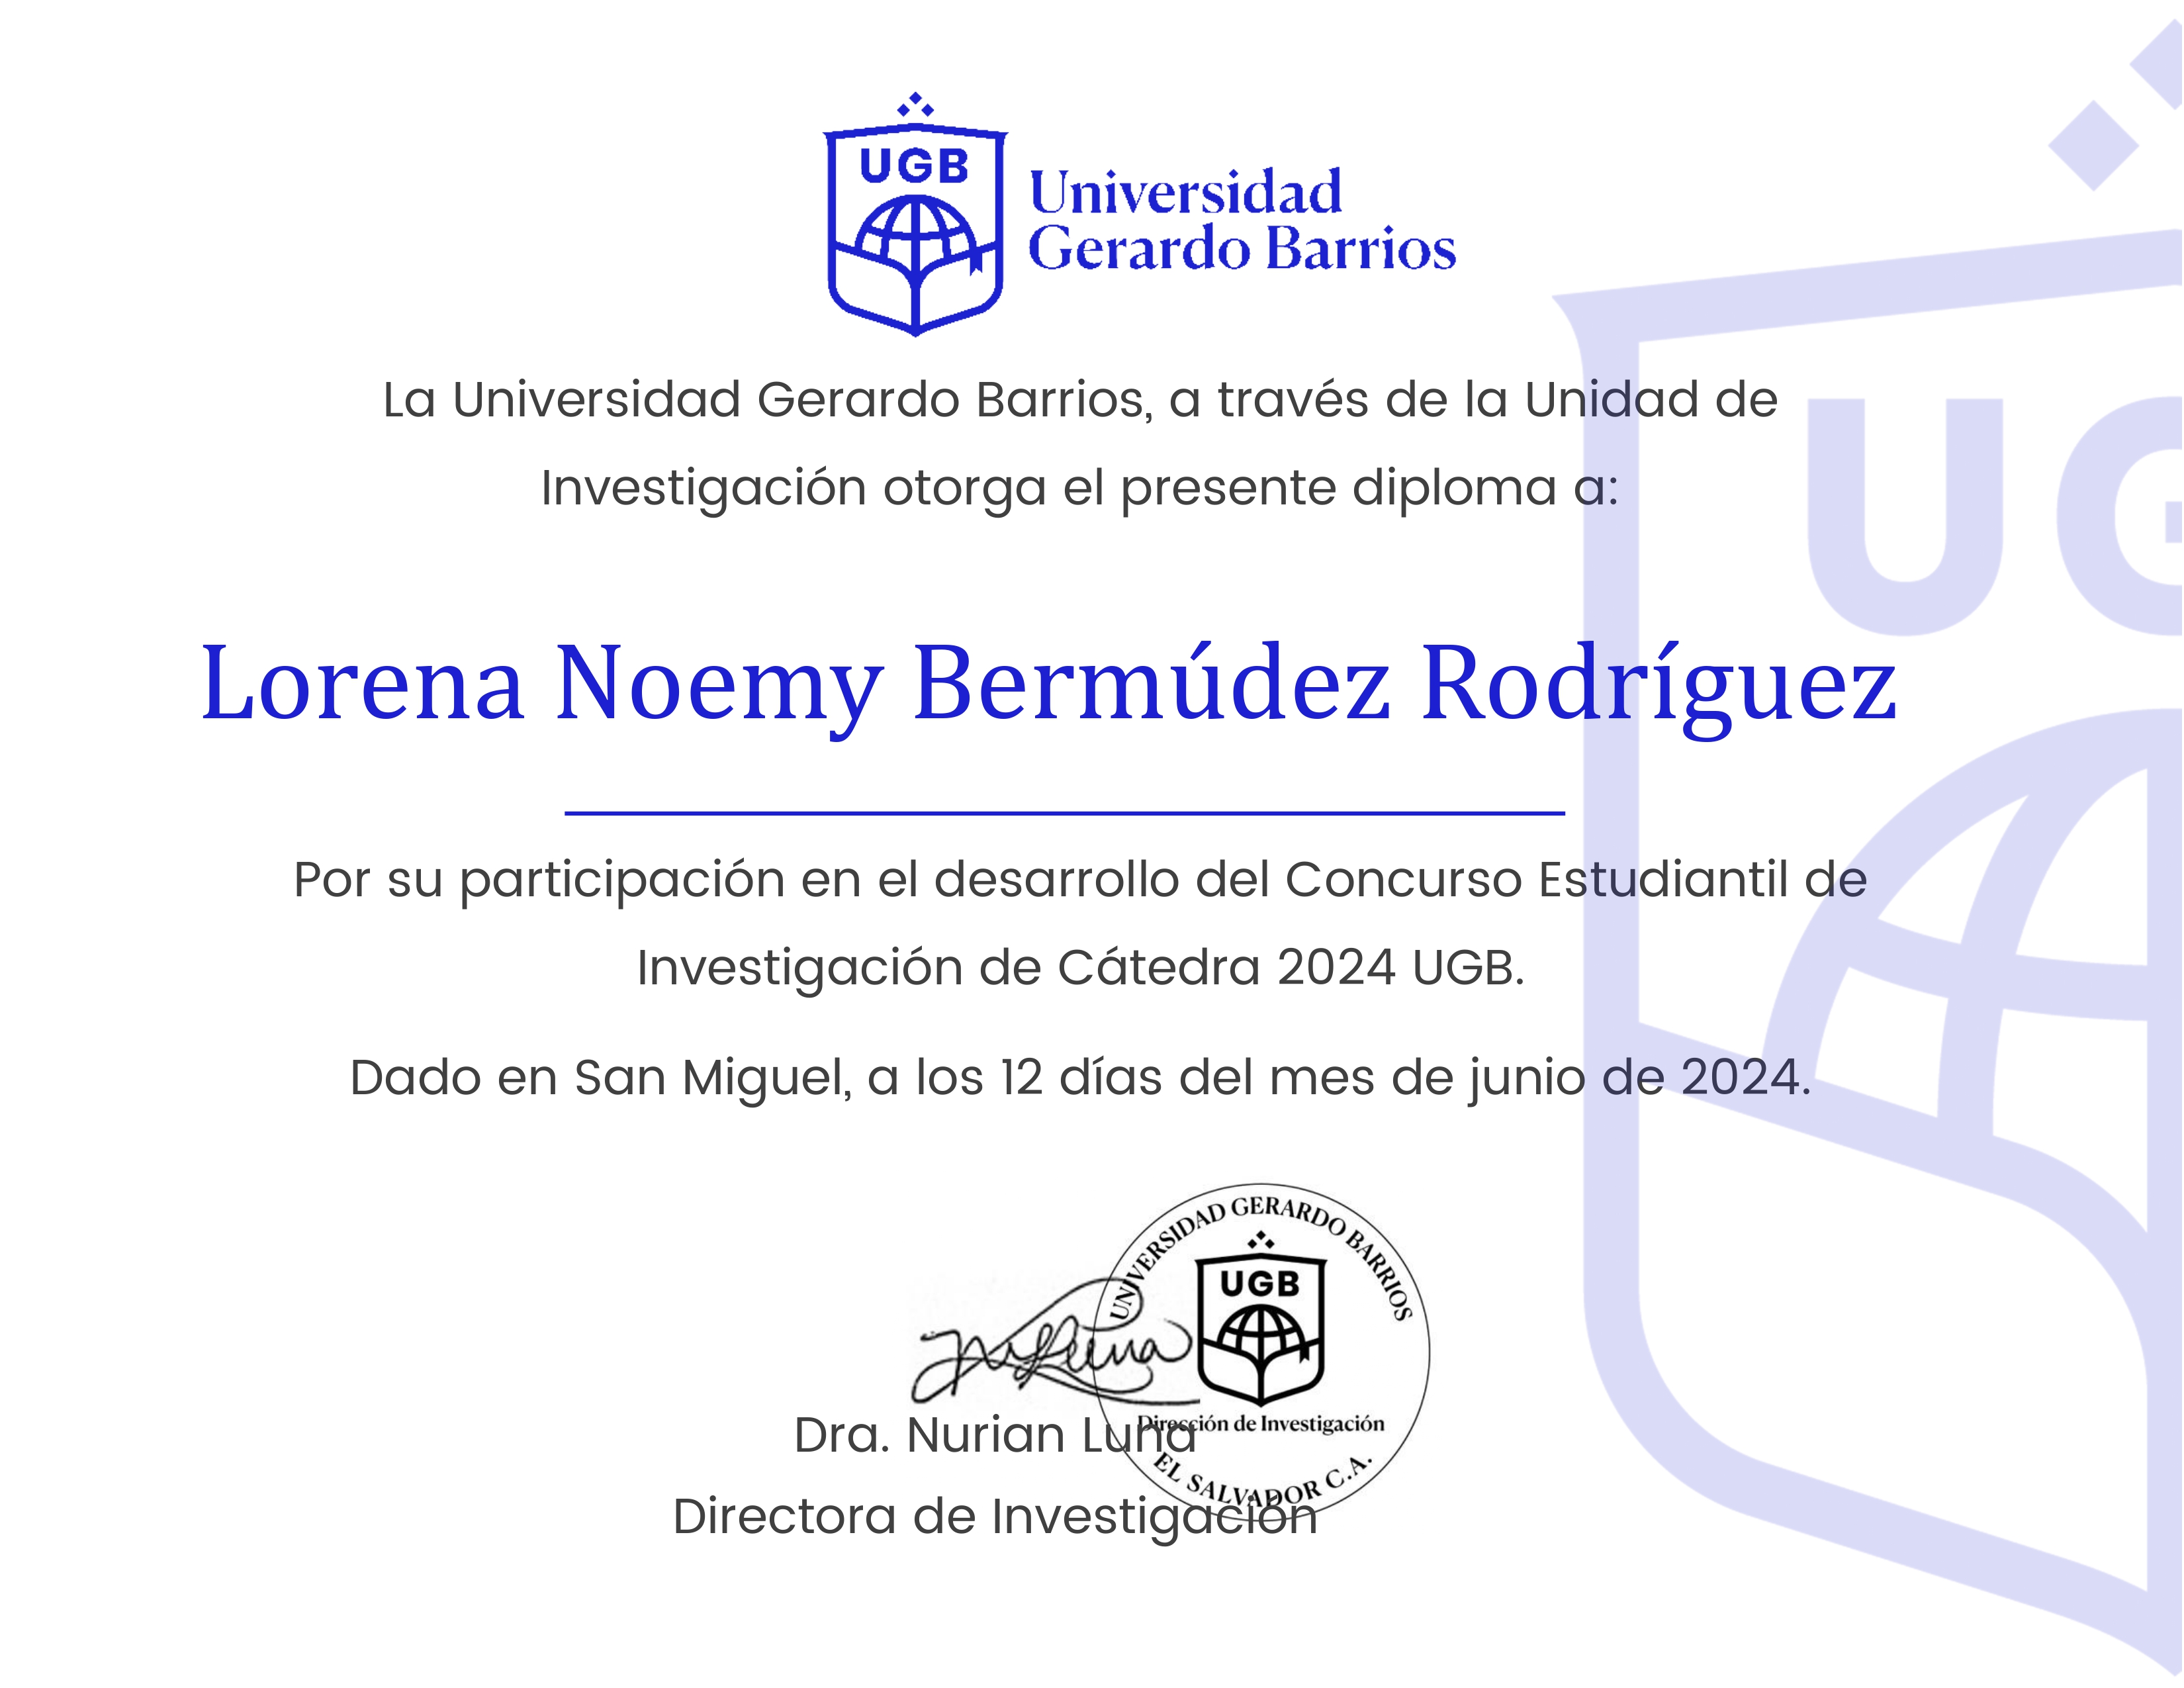 UGB
Universidad
Gerardo Barrios
La Universidad Gerardo Barrios, a través de la Unidad de
Investigación otorga el presente diploma a:
UG
Lorena Noemy Bermúdez Rodríguez
Por su participación en el desarrollo del Concurso Estudiantil de
Investigación de Cátedra 2024 UGB.
Dado en San Miguel, a los 12 días del mes de junio de 2024.
UNIVERSIDAD GERARDO BARRIOS
UGB
Dirección de Investigación
EL SALVADOR C.A.
Dra. Nurian Luna
Directora de Investigación